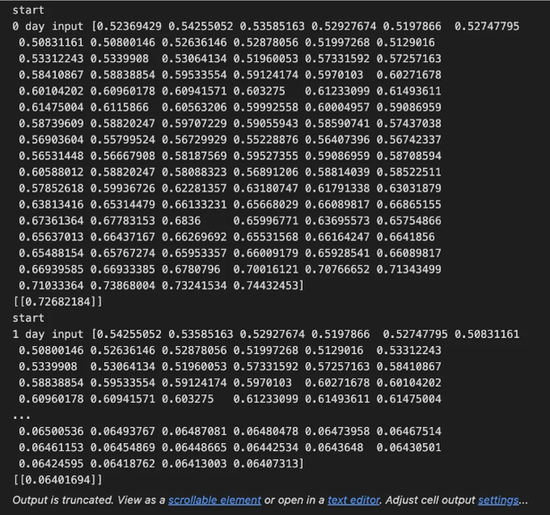 start
0 day input [0.52369429 0.54255052 0.53585163 0.52927674 0.5197866  0.52747795
 0.50831161 0.50800146 0.52636146 0.52878056 0.51997268 0.5129016
 0.53312243 0.5339908  0.53064134 0.51960053 0.57331592 0.57257163
 0.58410867 0.58838854 0.59533554 0.59124174 0.5970103  0.60271678
 0.60104202 0.60960178 0.60941571 0.603275   0.61233099 0.61493611
 0.61475004 0.6115866  0.60563206 0.59992558 0.60004957 0.59086959
 0.58739609 0.58820247 0.59707229 0.59055943 0.58590741 0.57437038
 0.56903604 0.55799524 0.56729929 0.55228876 0.56407396 0.56742337
 0.56531448 0.56667908 0.58187569 0.59527355 0.59086959 0.58708594
 0.60588012 0.58820247 0.58088323 0.56891206 0.58814039 0.58522511
 0.57852618 0.59936726 0.62281357 0.63180747 0.61791338 0.63031879
 0.63813416 0.65314479 0.66133231 0.65668029 0.66089817 0.66865155
 0.67361364 0.67783153 0.6836     0.65996771 0.63695573 0.65754866
 0.65637013 0.66437167 0.66269692 0.65531568 0.66164247 0.6641856
 0.65488154 0.65767274 0.65953357 0.66009179 0.65928541 0.66089817
 0.66939585 0.66933385 0.6780796  0.70016121 0.70766652 0.71343499
 0.71033364 0.73868004 0.73241534 0.74432453]
[[0.72682184]]
start
1 day input [0.54255052 0.53585163 0.52927674 0.5197866  0.52747795 0.50831161
 0.50800146 0.52636146 0.52878056 0.51997268 0.5129016  0.53312243
 0.5339908  0.53064134 0.51960053 0.57331592 0.57257163 0.58410867
 0.58838854 0.59533554 0.59124174 0.5970103  0.60271678 0.60104202
 0.60960178 0.60941571 0.603275   0.61233099 0.61493611 0.61475004
...
 0.06500536 0.06493767 0.06487081 0.06480478 0.06473958 0.06467514
 0.06461153 0.06454869 0.06448665 0.06442534 0.0643648  0.06430501
 0.06424595 0.06418762 0.06413003 0.06407313]
[[0.06401694]]
Output is truncated. View as a scrollable element or open in a text editor. Adjust cell output settings...